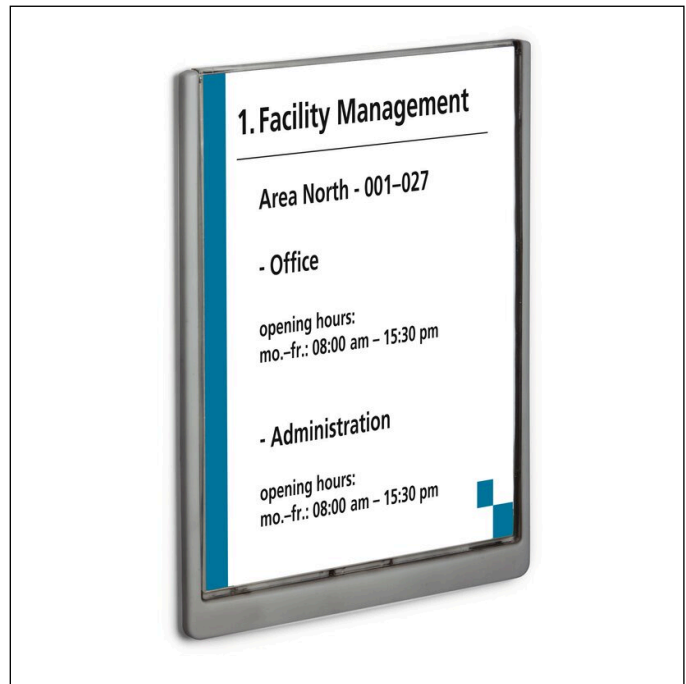 1. Facility Management
Area North - 001–027
- Office
opening hours:
mo.–fr.: 08:00 am – 15:30 pm
- Administration
opening hours:
mo.–fr.: 08:00 am – 15:30 pm